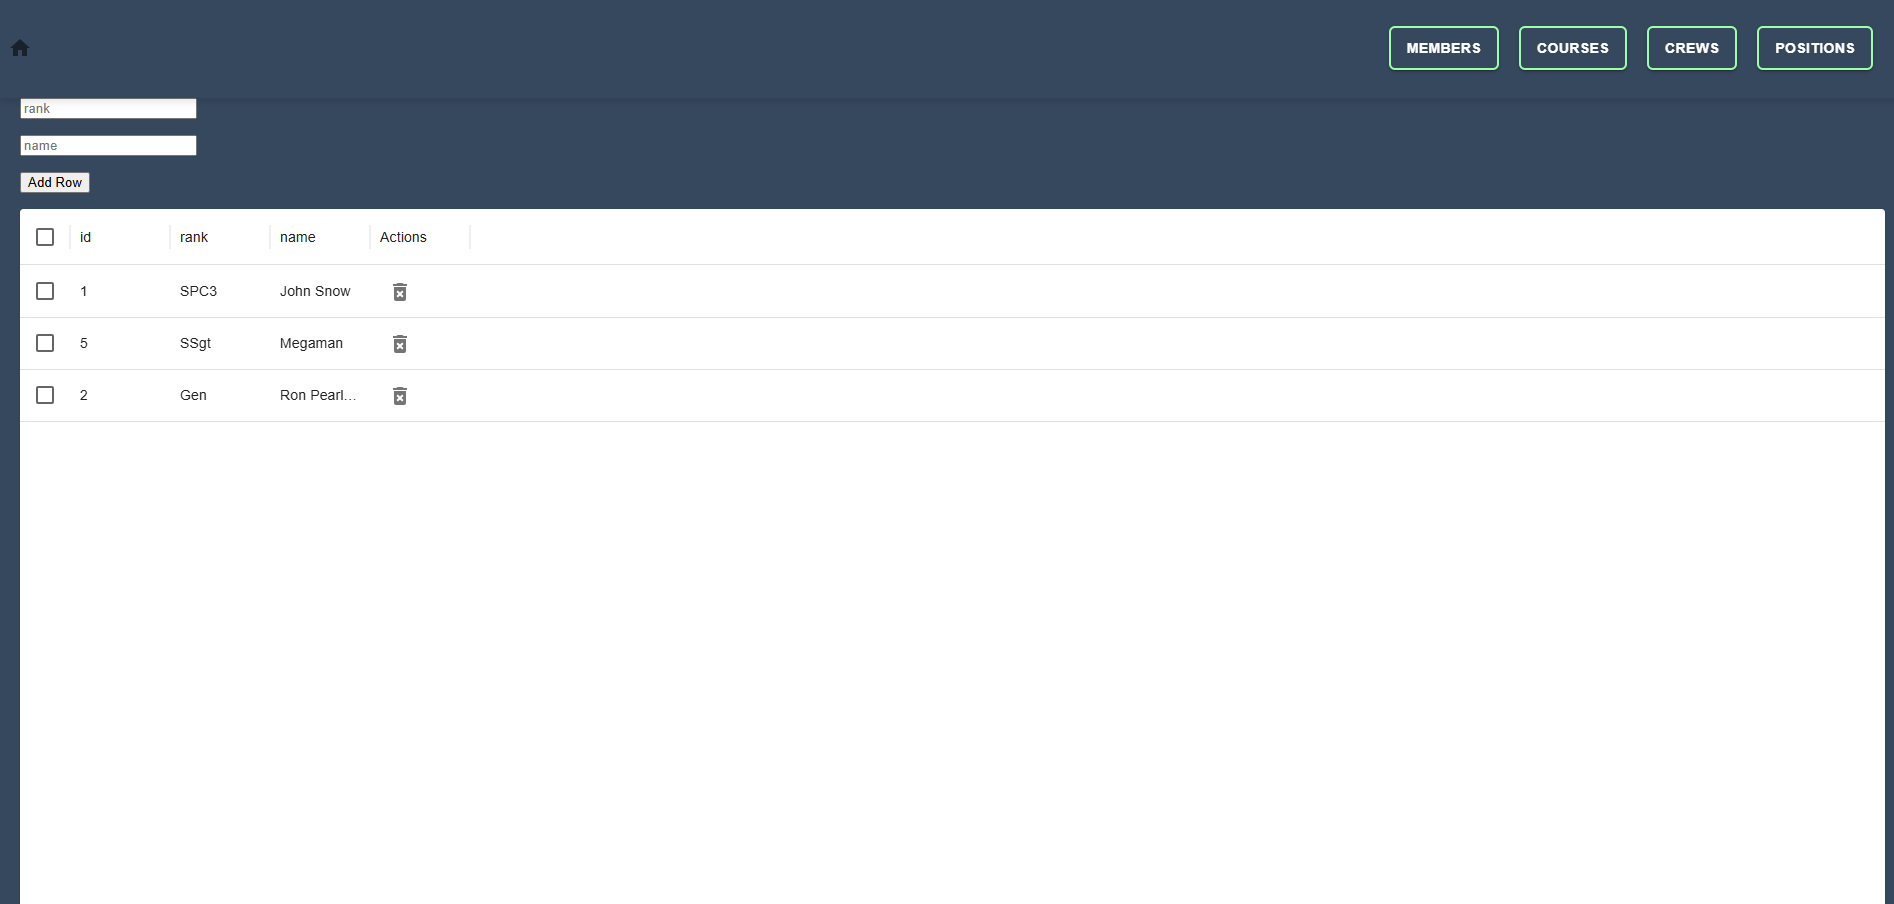 MEMBERS COURSES CREWS POSITIONS
rank
name
Add Row
id rank name Actions
1 SPC3 John Snow
5 SSgt Megaman
2 Gen Ron Pearl...